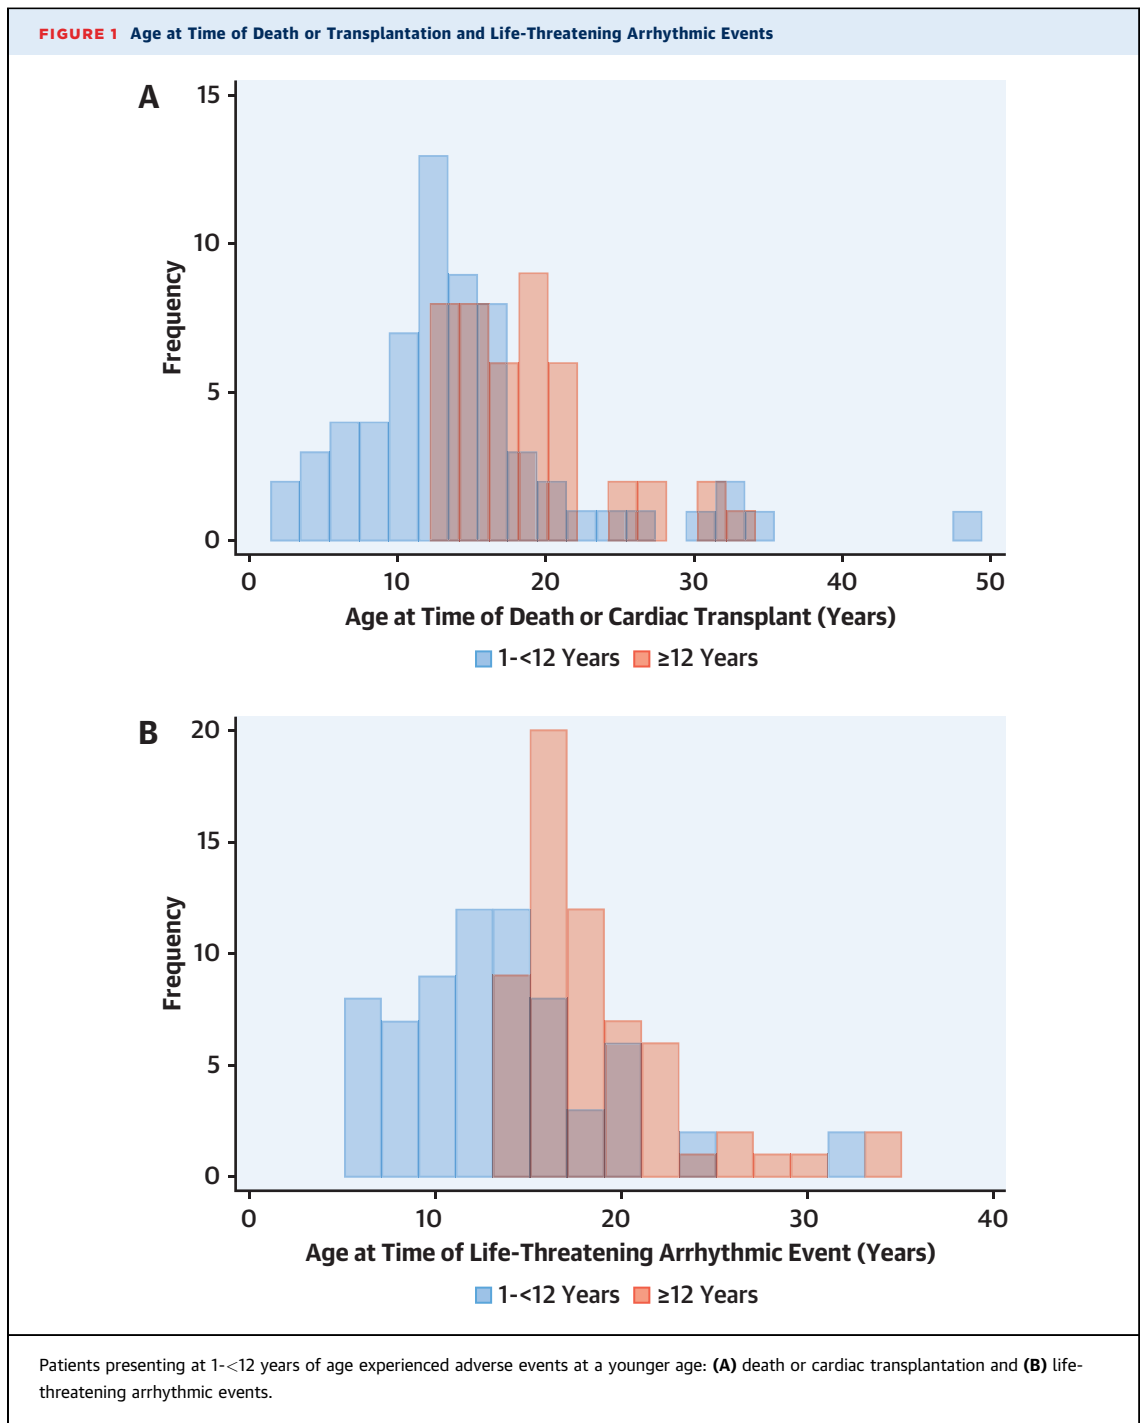 FIGURE 1 Age at Time of Death or Transplantation and Life-Threatening Arrhythmic Events
A
15
10
5
0
Frequency
0 10 20 30 40 50
Age at Time of Death or Cardiac Transplant (Years)
1-<12 Years ≥12 Years
B
20
15
10
5
0
Frequency
0 10 20 30 40
Age at Time of Life-Threatening Arrhythmic Event (Years)
1-<12 Years ≥12 Years
Patients presenting at 1-<12 years of age experienced adverse events at a younger age: (A) death or cardiac transplantation and (B) life-
threatening arrhythmic events.